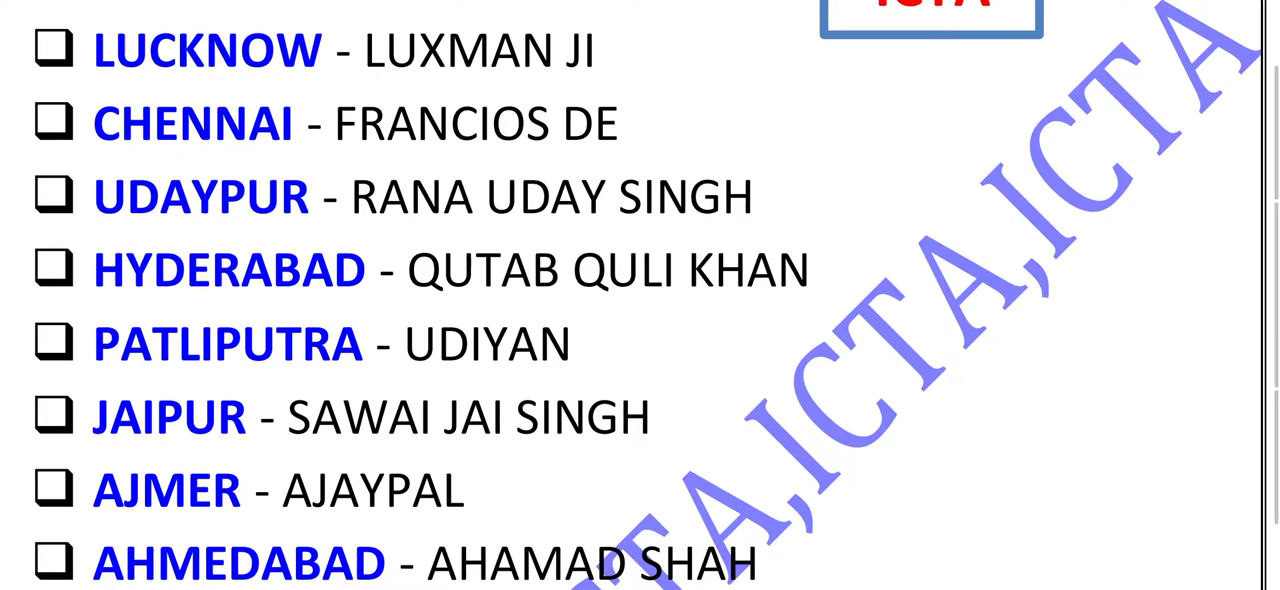 ICTA
LUCKNOW - LUXMAN JI
CHENNAI - FRANCIOS DE
UDAYPUR - RANA UDAY SINGH
HYDERABAD - QUTAB QULI KHAN
PATLIPUTRA - UDIYAN
JAIPUR - SAWAI JAI SINGH
AJMER - AJAYPAL
AHMEDABAD - AHAMAD SHAH
TA,ICTA,ICTA